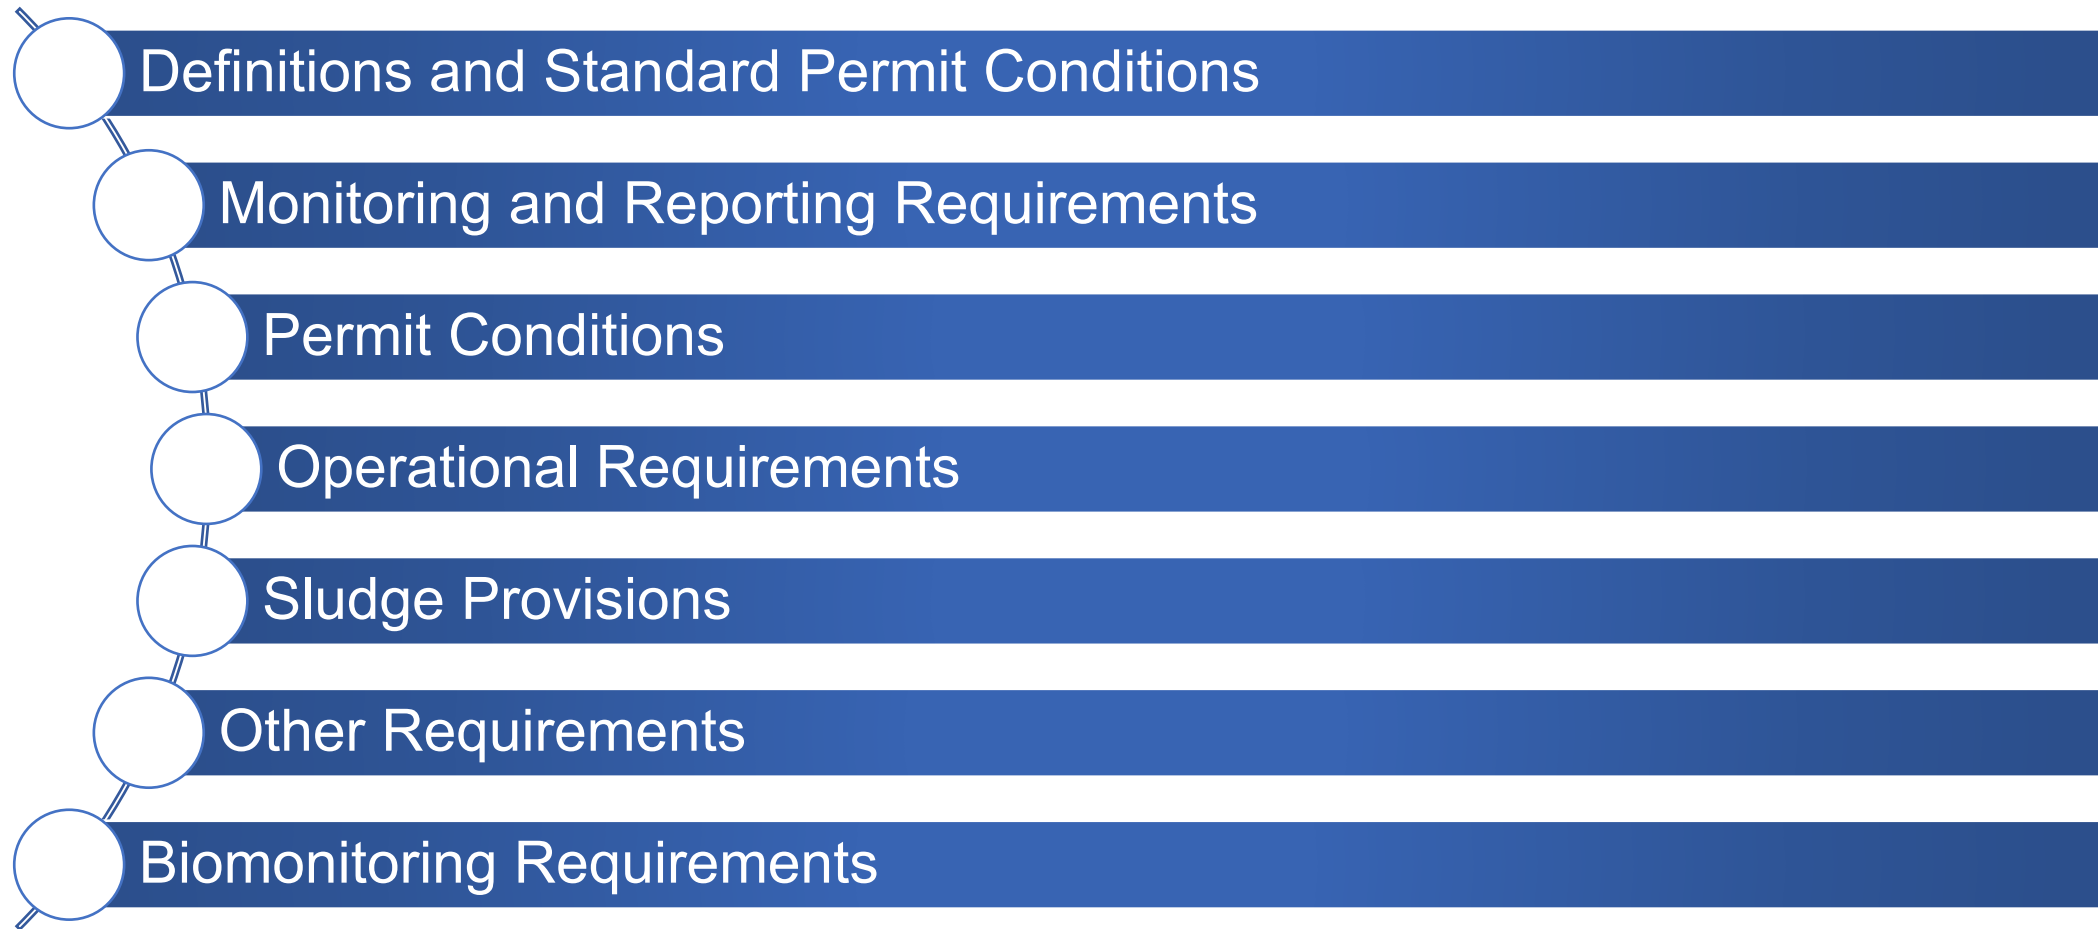 Definitions and Standard Permit Conditions
Monitoring and Reporting Requirements
Permit Conditions
Operational Requirements
Sludge Provisions
Other Requirements
Biomonitoring Requirements